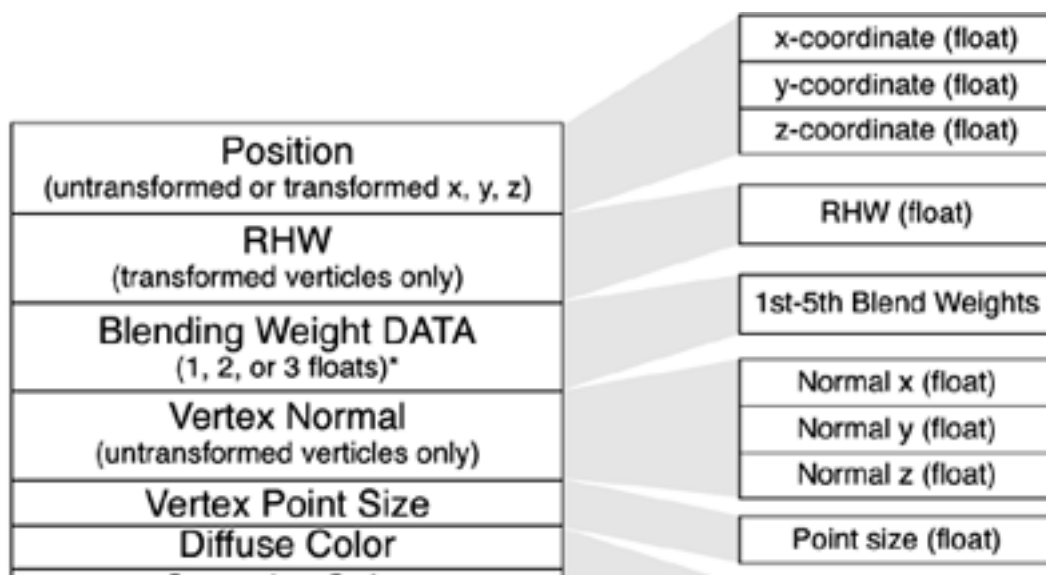 x-coordinate (float)
y-coordinate (float)
z-coordinate (float)
Position
(untransformed or transformed x, y, z)
RHW (float)
RHW
(transformed verticles only)
1st-5th Blend Weights
Blending Weight DATA
(1, 2, or 3 floats)*
Normal x (float)
Vertex Normal
Normal y (float)
(untransformed verticles only)
Normal z (float)
Vertex Point Size
Point size (float)
Diffuse Color